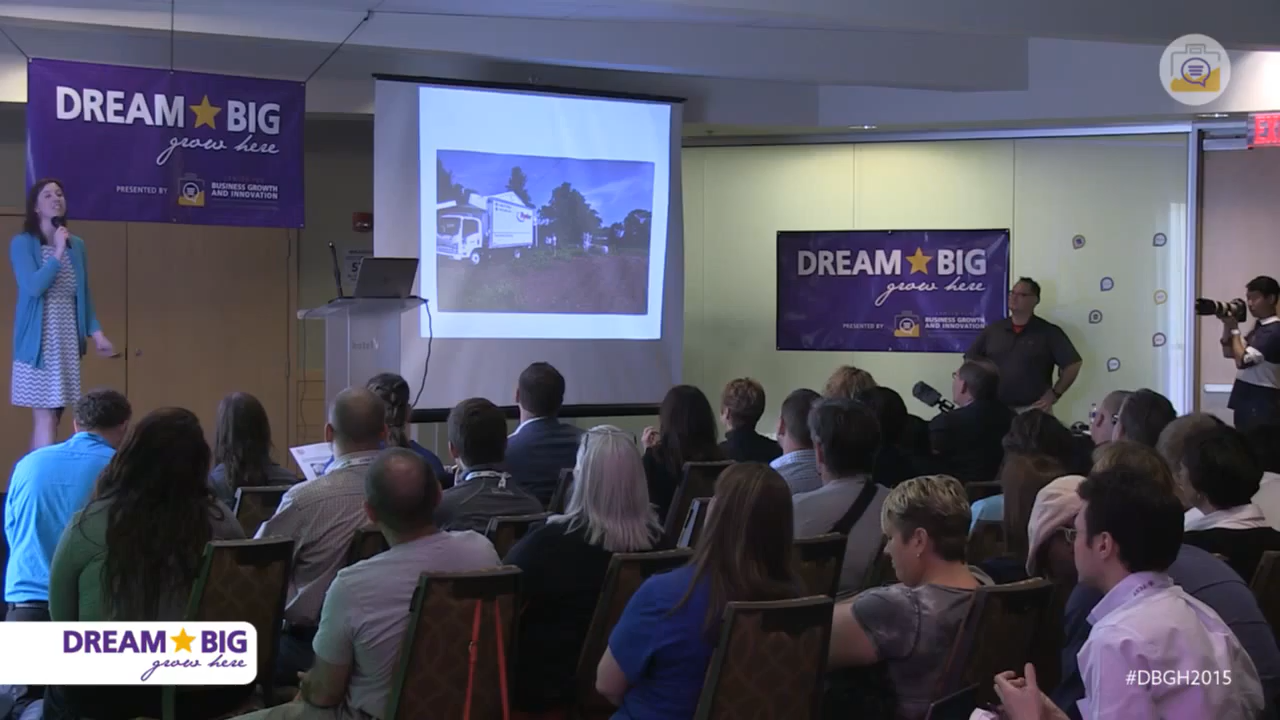 DREAM BIG
grow here
PRESENTED BY
BUSINESS GROWTH
AND INNOVATION
DREAM BIG
grow here
PRESENTED BY
BUSINESS GROWTH
AND INNOVATION
DREAM BIG
grow here
#DBGH2015